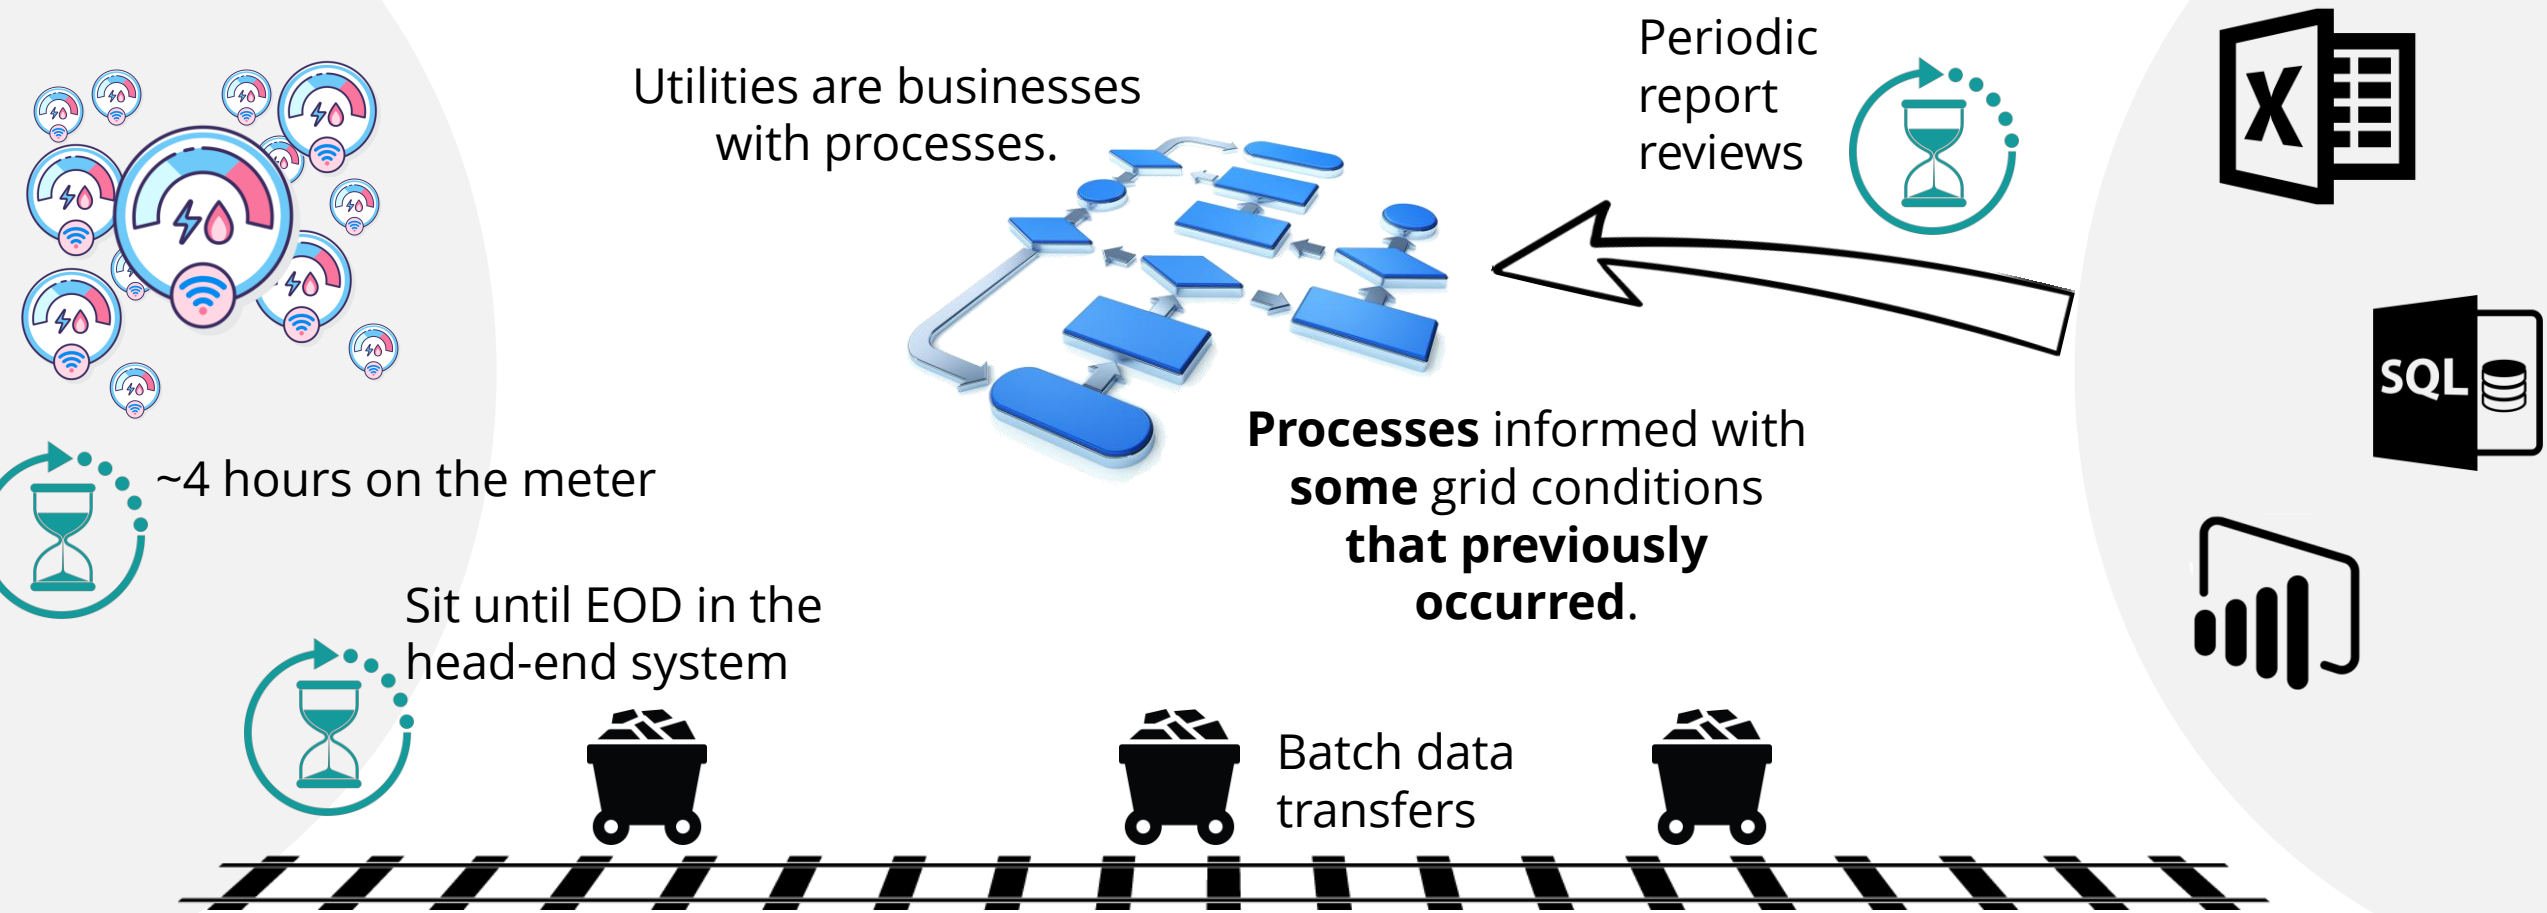 Utilities are businesses
with processes.
Periodic
report
reviews
X
SQL
Processes informed with
some grid conditions
that previously
occurred.
~4 hours on the meter
Sit until EOD in the
head-end system
Batch data
transfers